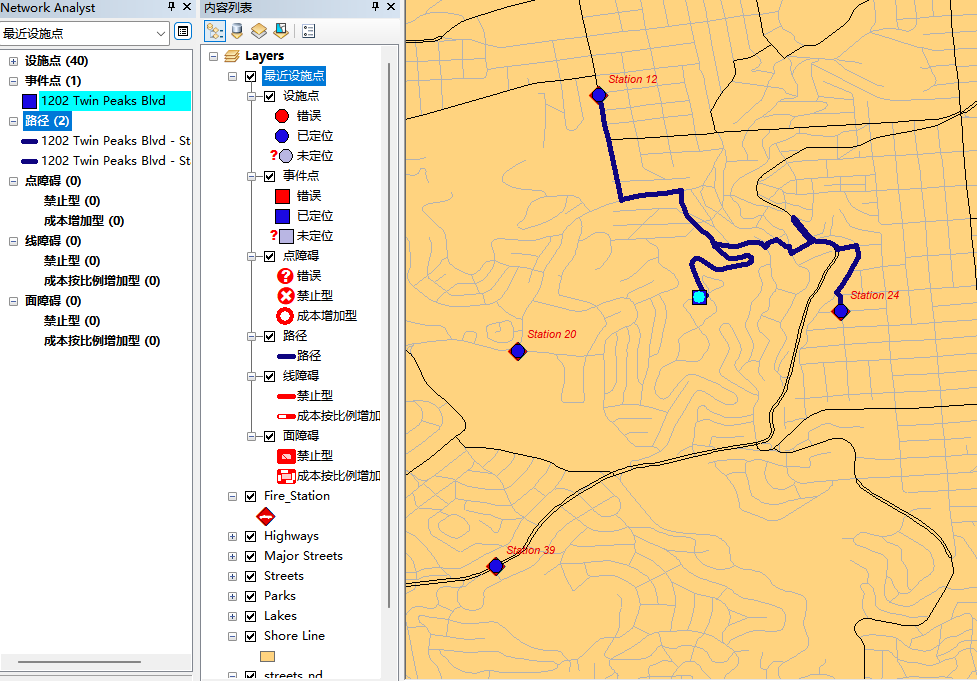 Network Analyst
最近设施点
设施点 (40)
事件点 (1)
1202 Twin Peaks Blvd
路径 (2)
1202 Twin Peaks Blvd - St
1202 Twin Peaks Blvd - St
点障碍 (0)
禁止型 (0)
成本增加型 (0)
线障碍 (0)
禁止型 (0)
成本按比例增加型 (0)
面障碍 (0)
禁止型 (0)
成本按比例增加型 (0)
内容列表
Layers
最近设施点
设施点
错误
已定位
?未定位
事件点
错误
已定位
?未定位
点障碍
错误
禁止型
成本增加型
路径
路径
线障碍
禁止型
成本按比例增加
面障碍
禁止型
成本按比例增加
Fire_Station
Highways
Major Streets
Streets
Parks
Lakes
Shore Line
streets_nd
Station 12
Station 24
Station 20
Station 39